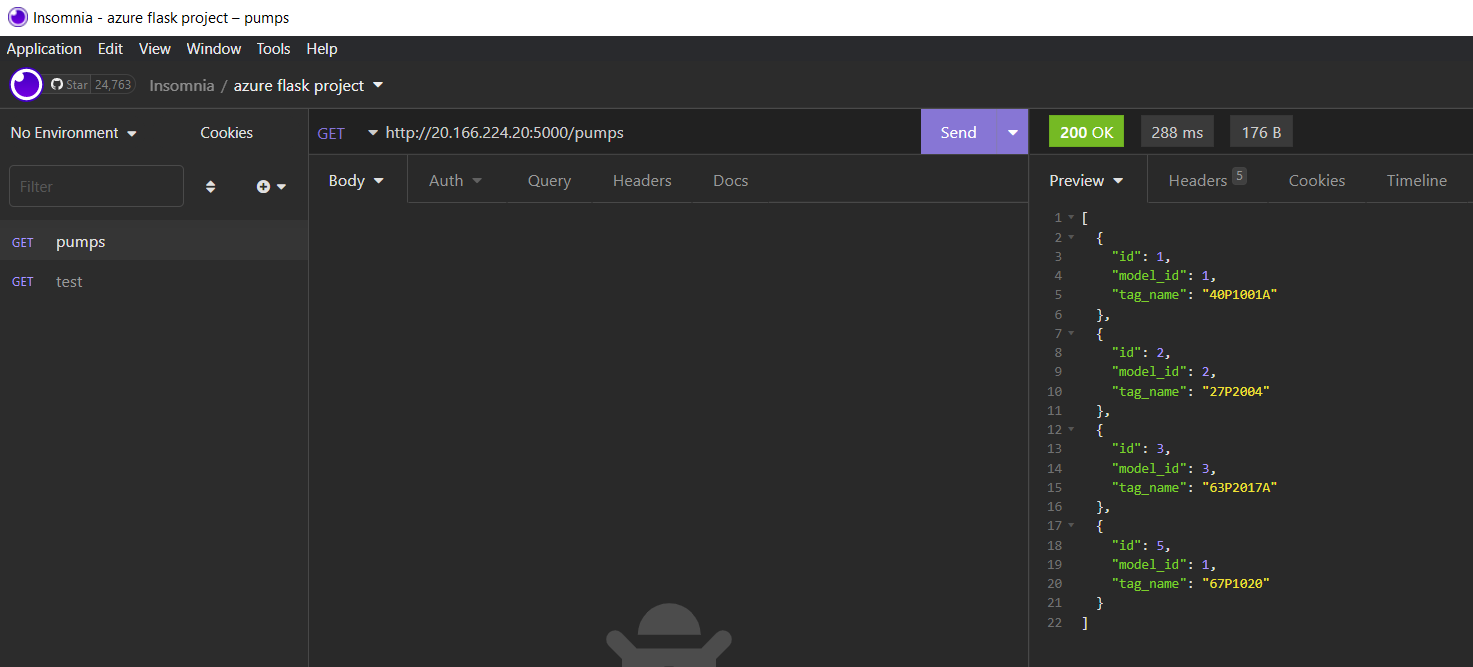 Insomnia - azure flask project – pumps
Application Edit View Window Tools Help
Star 24,763 Insomnia / azure flask project
No Environment Cookies
GET http://20.166.224.20:5000/pumps Send 200 OK 288 ms 176 B
Filter
Body Auth Query Headers Docs
Preview Headers 5 Cookies Timeline
GET pumps
GET test
1 [
2 {
3 "id": 1,
4 "model_id": 1,
5 "tag_name": "40P1001A"
6 },
7 {
8 "id": 2,
9 "model_id": 2,
10 "tag_name": "27P2004"
11 },
12 {
13 "id": 3,
14 "model_id": 3,
15 "tag_name": "63P2017A"
16 },
17 {
18 "id": 5,
19 "model_id": 1,
20 "tag_name": "67P1020"
21 }
22 ]